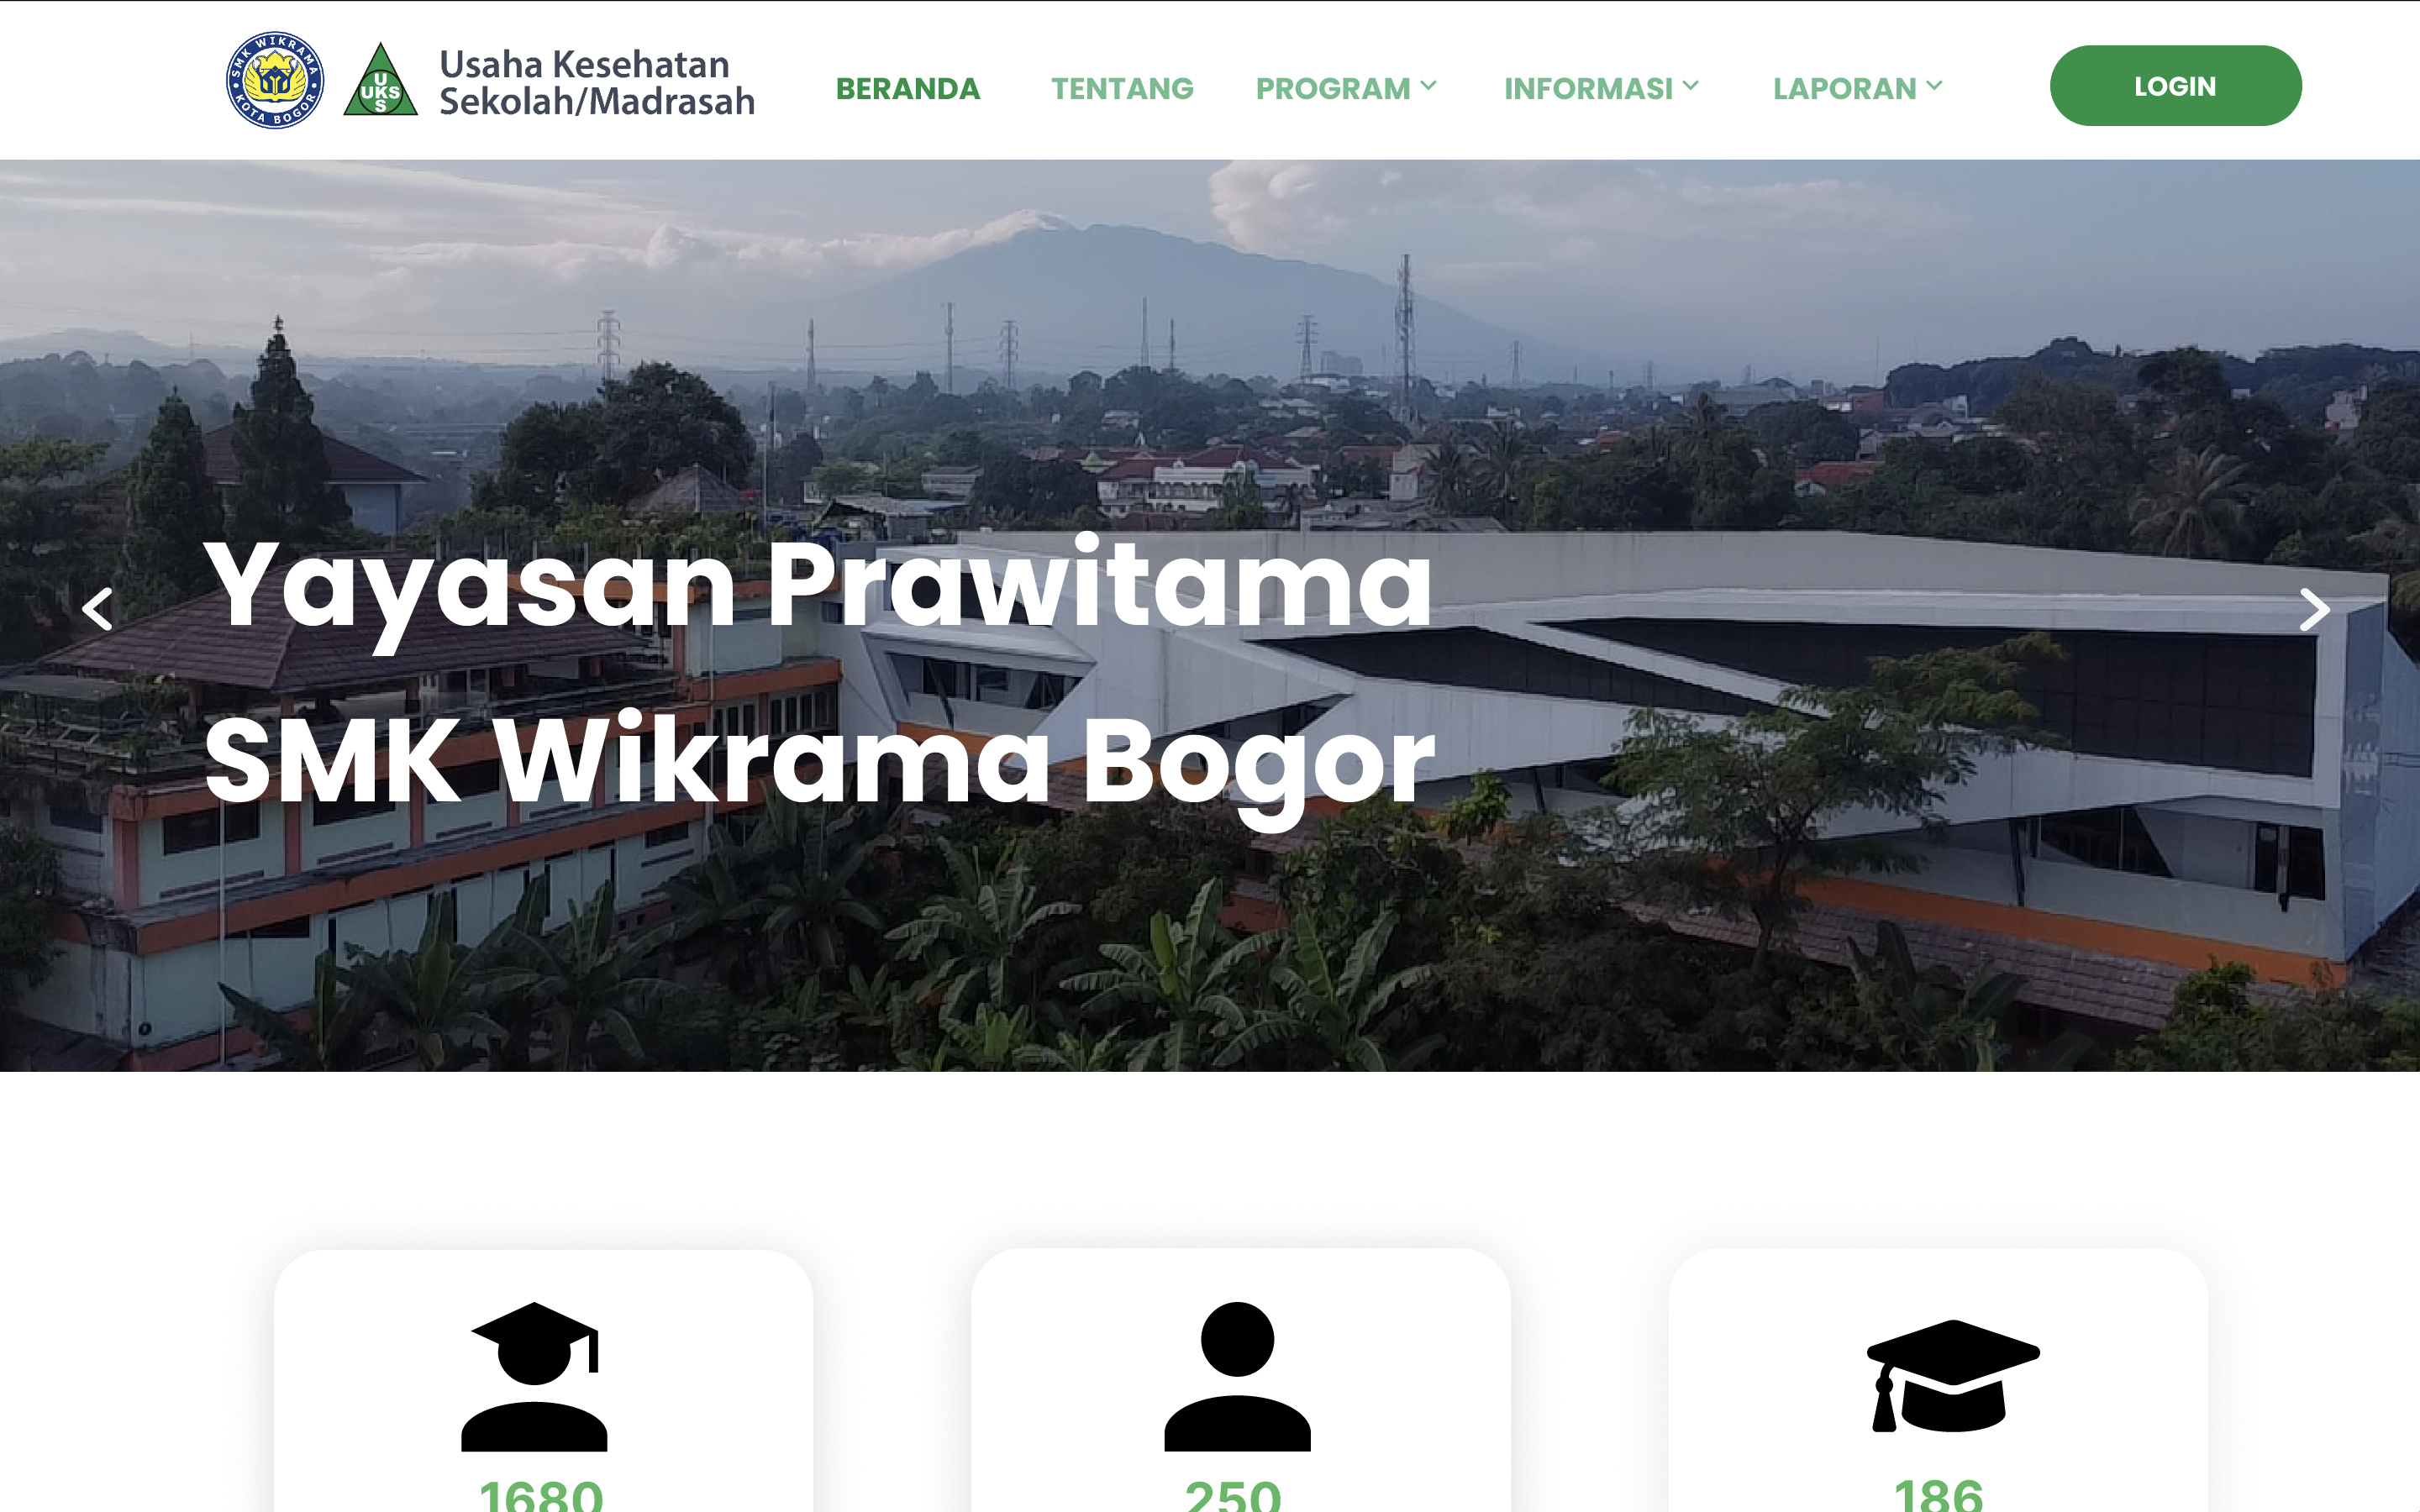 SMK WIKRAMA
KOTA BOGOR
U
UKS
S
Usaha Kesehatan
Sekolah/Madrasah
BERANDA
TENTANG
PROGRAM
INFORMASI
LAPORAN
LOGIN
Yayasan Prawitama
SMK Wikrama Bogor
1680
250
186